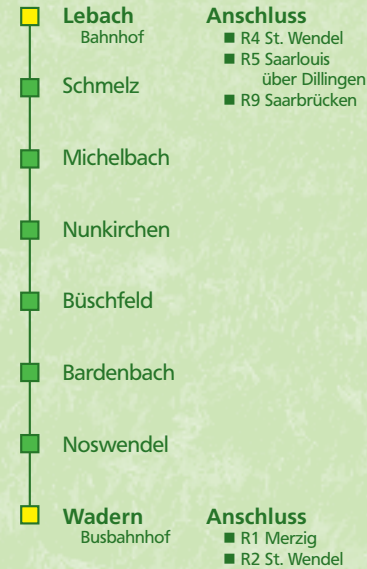 Lebach
Bahnhof
Anschluss
■ R4 St. Wendel
■ R5 Saarlouis
über Dillingen
■ R9 Saarbrücken
Schmelz
Michelbach
Nunkirchen
Büschfeld
Bardenbach
Noswendel
Wadern
Busbahnhof
Anschluss
■ R1 Merzig
■ R2 St. Wendel